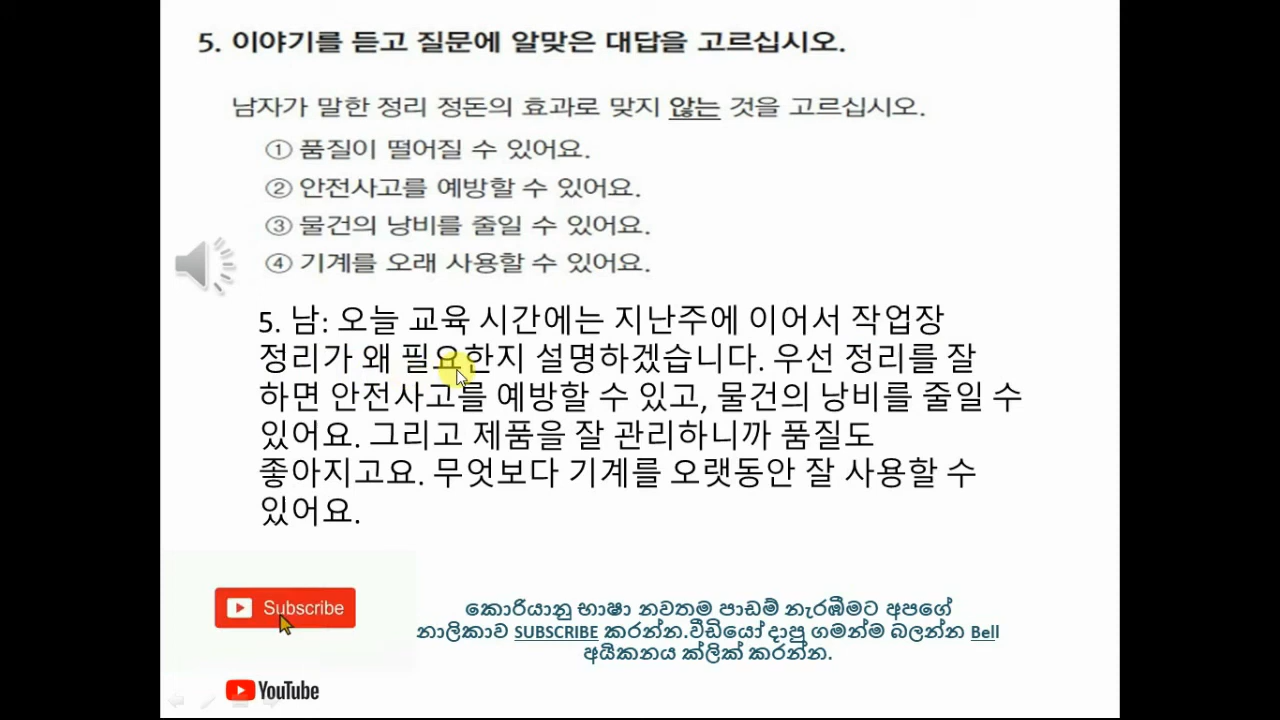 5. 이야기를 듣고 질문에 알맞은 대답을 고르십시오.
남자가 말한 정리 정돈의 효과로 맞지 않는 것을 고르십시오.
① 품질이 떨어질 수 있어요.
② 안전사고를 예방할 수 있어요.
③ 물건의 낭비를 줄일 수 있어요.
④ 기계를 오래 사용할 수 있어요.
5. 남: 오늘 교육 시간에는 지난주에 이어서 작업장
정리가 왜 필요한지 설명하겠습니다. 우선 정리를 잘
하면 안전사고를 예방할 수 있고, 물건의 낭비를 줄일 수
있어요. 그리고 제품을 잘 관리하니까 품질도
좋아지고요. 무엇보다 기계를 오랫동안 잘 사용할 수
있어요.
Subscribe
කොරියානු භාෂා නවතම පාඩම් නැරඹීමට අපගේ
නාලිකාව SUBSCRIBE කරන්න.වීඩියෝ දාපු ගමන්ම බලන්න Bell
අයිකනය ක්ලික් කරන්න.
YouTube